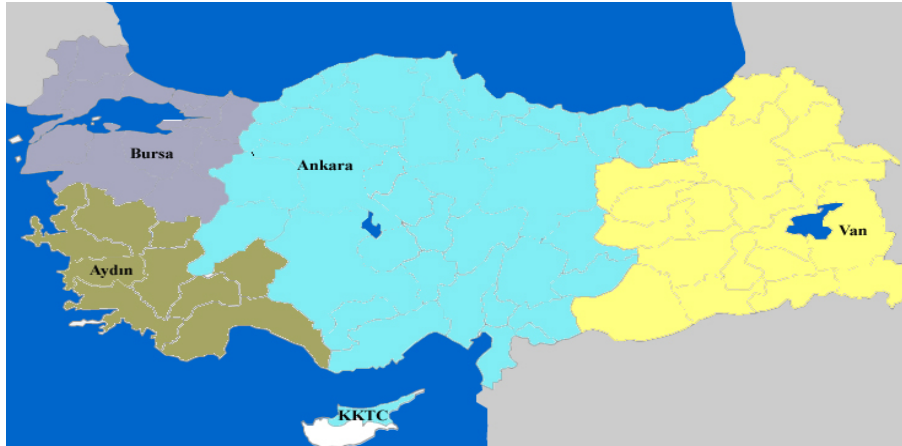 Bursa
Ankara
Van
Aydın
KKTC